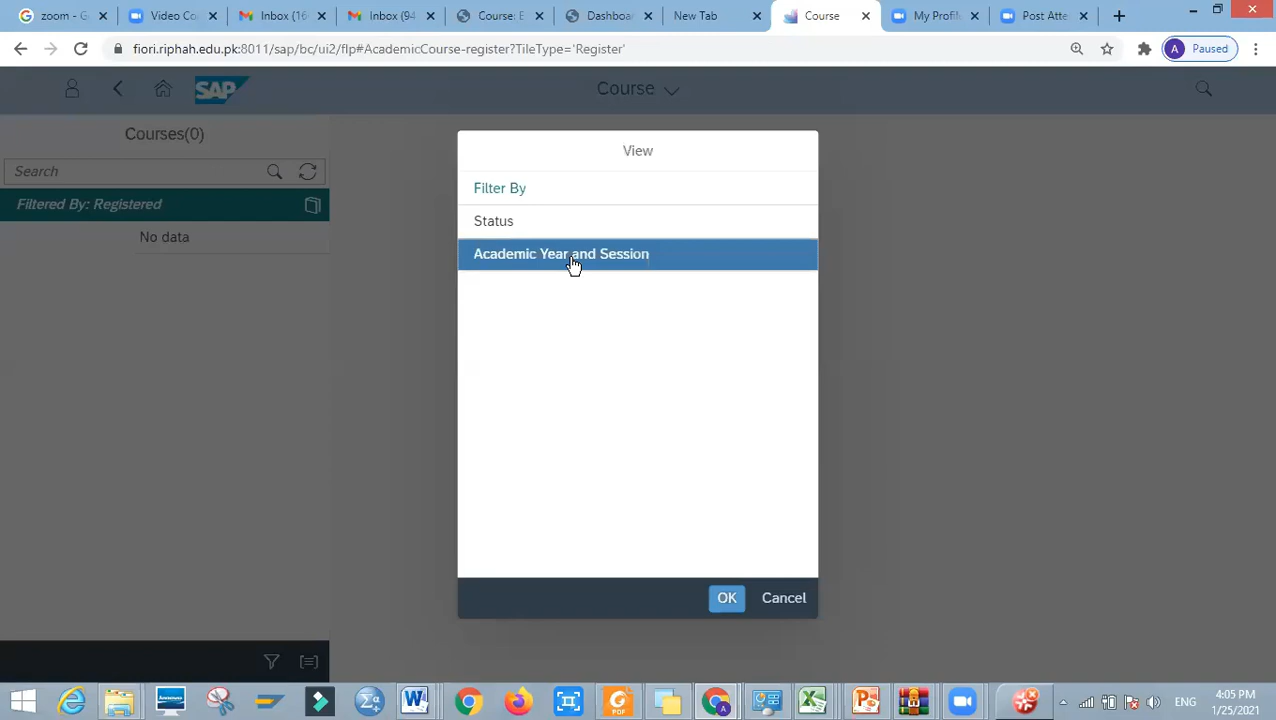 zoom - G
Video Co
Inbox (16
Inbox (94
Course: E
Dashboa
New Tab
Course
My Profil
Post Atte
fiori.riphah.edu.pk:8011/sap/bc/ui2/flp#AcademicCourse-register?TileType='Register'
A
Paused
SAP
Course
Courses(0)
Search
Filtered By: Registered
No data
View
Filter By
Status
Academic Year and Session
OK
Cancel
ENG
4:05 PM
1/25/2021